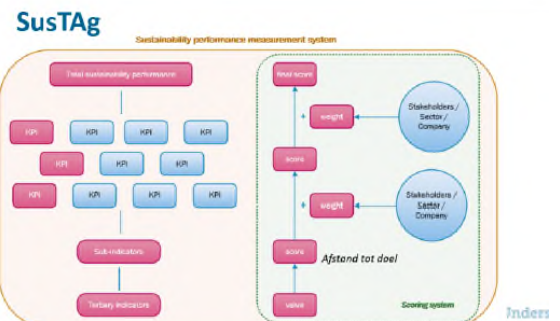 SusTAg
Sustainability performance measurement system
Total sustainability performance
KPI KPI KPI KPI
KPI KPI KPI
KPI KPI KPI KPI
Sub-indicators
Tertiary indicators
final score
+ weight
Stakeholders /
Sector /
Company
score
+ weight
Stakeholders /
Sector /
Company
score
Afstand tot doel
value
Scoring system